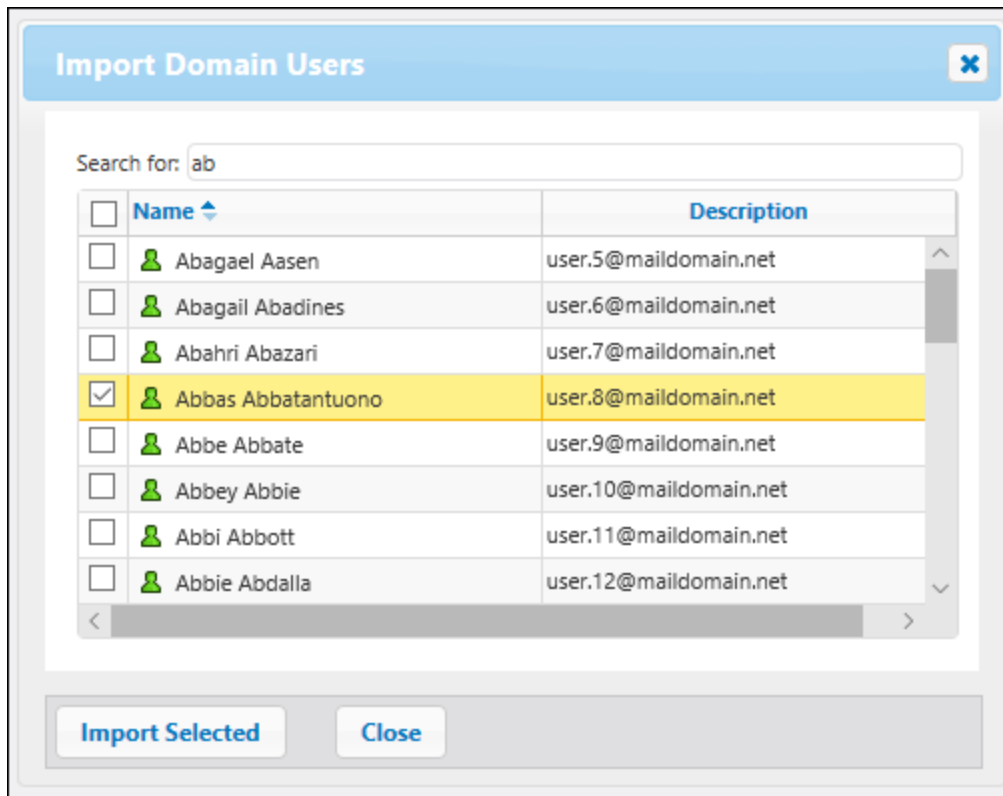 Import Domain Users
Search for: ab
Name Description
Abagael Aasen user.5@maildomain.net
Abagail Abadines user.6@maildomain.net
Abahri Abazari user.7@maildomain.net
Abbas Abbatantuono user.8@maildomain.net
Abbe Abbate user.9@maildomain.net
Abbey Abbie user.10@maildomain.net
Abbi Abbott user.11@maildomain.net
Abbie Abdalla user.12@maildomain.net
Import Selected Close